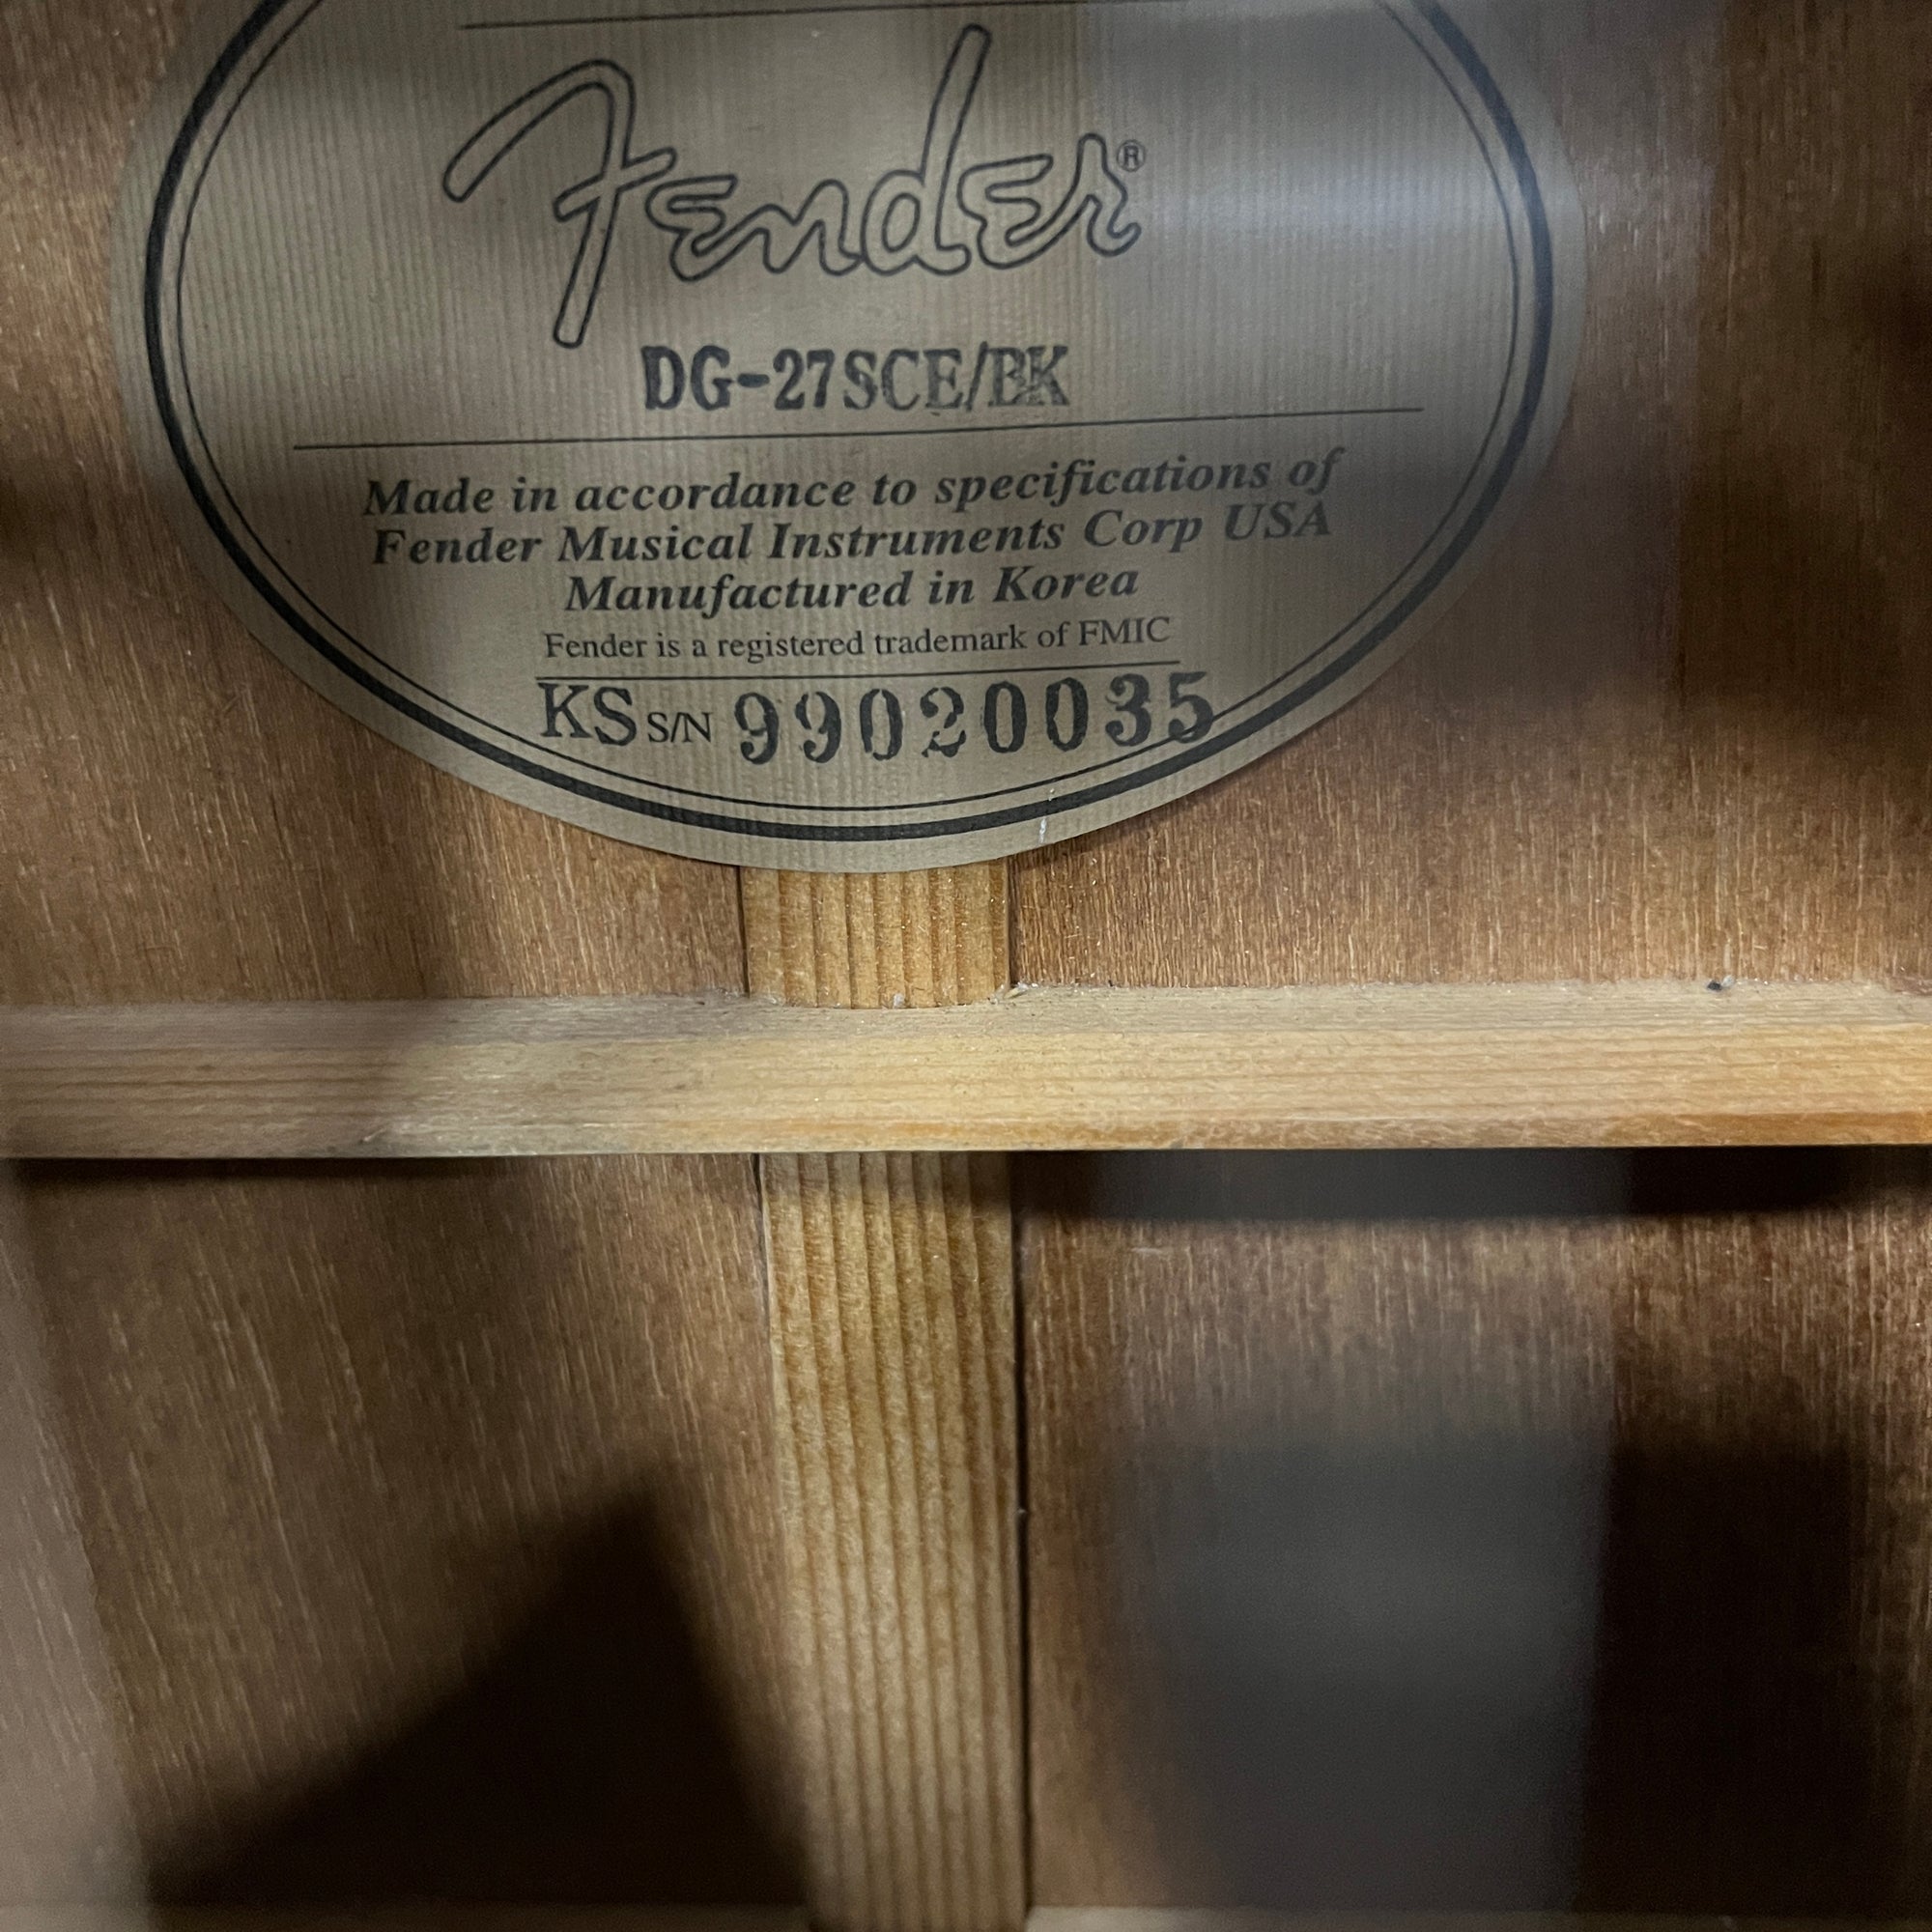 Fender®
DG-27SCE/BK
Made in accordance to specifications of
Fender Musical Instruments Corp USA
Manufactured in Korea
Fender is a registered trademark of FMIC
KS S/N 99020035